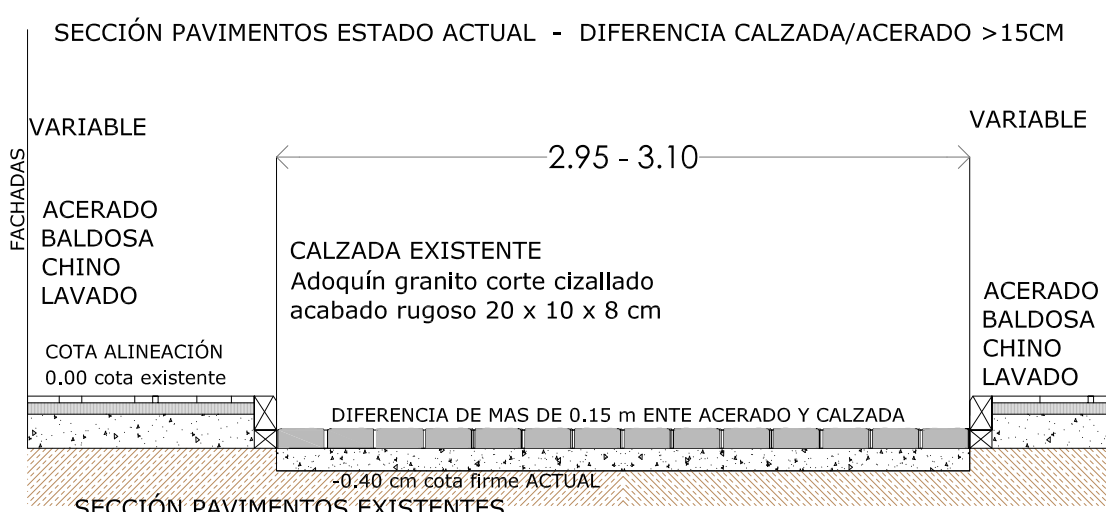 SECCIÓN PAVIMENTOS ESTADO ACTUAL - DIFERENCIA CALZADA/ACERADO >15CM
VARIABLE
VARIABLE
2.95 - 3.10
FACHADAS
ACERADO
BALDOSA
CHINO
LAVADO
CALZADA EXISTENTE
Adoquín granito corte cizallado
acabado rugoso 20 x 10 x 8 cm
ACERADO
BALDOSA
CHINO
LAVADO
COTA ALINEACIÓN
0.00 cota existente
DIFERENCIA DE MAS DE 0.15 m ENTE ACERADO Y CALZADA
-0.40 cm cota firme ACTUAL
SECCIÓN PAVIMENTOS EXISTENTES